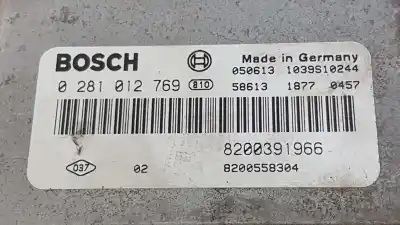 BOSCH Made in Germany
050613 1039S10244
0 281 012 769 810 58613 1877 0457
8200391966
037 02 8200558304